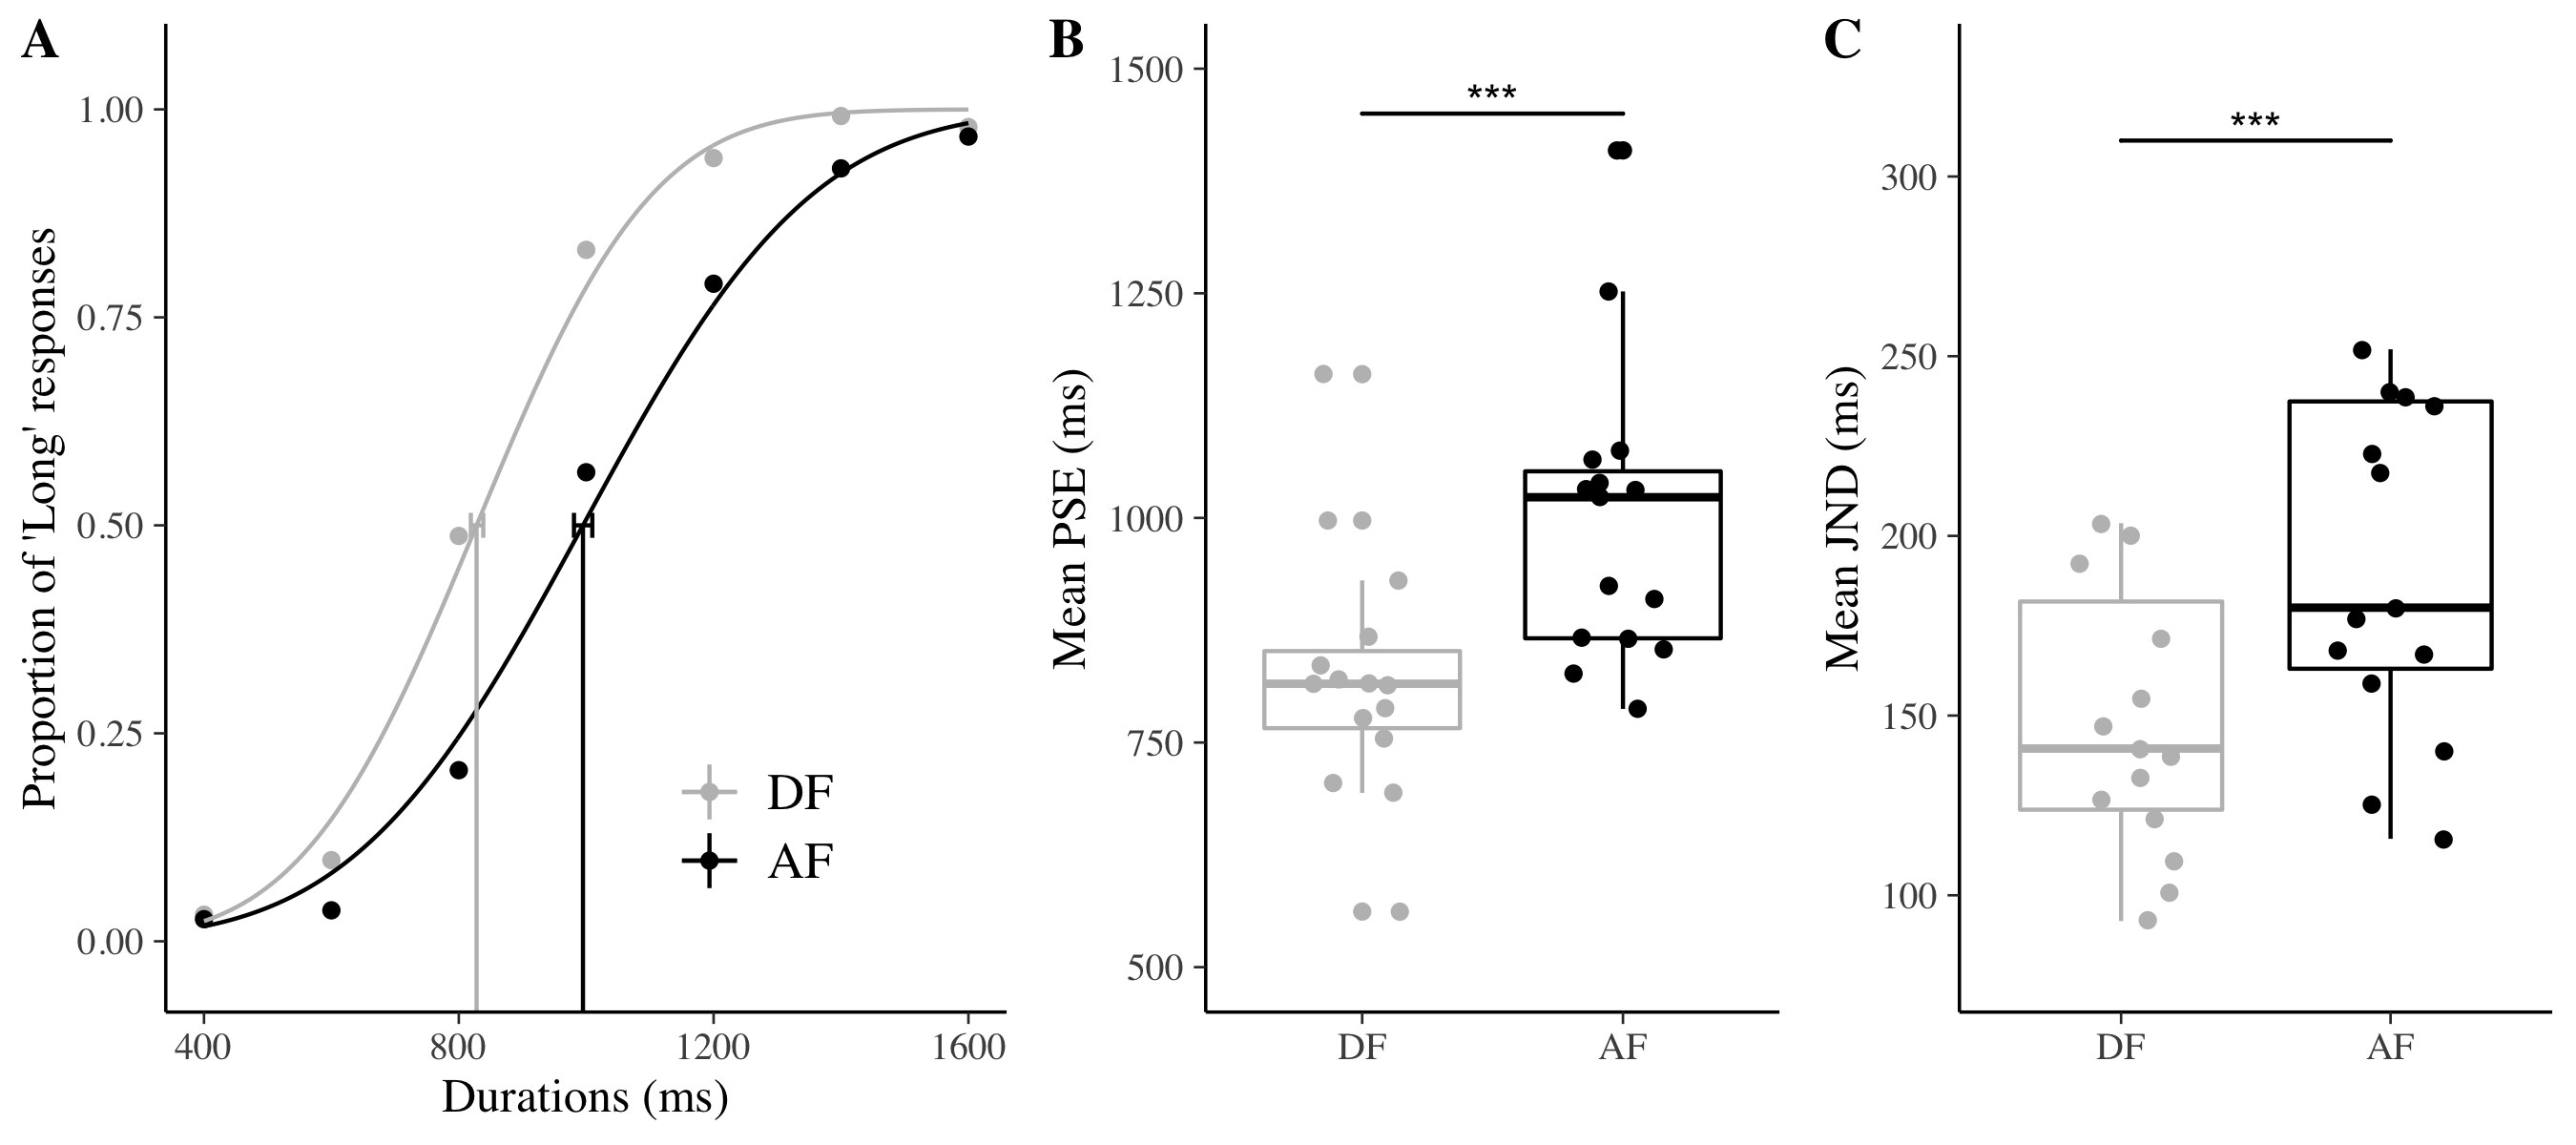 A
Proportion of 'Long' responses
1.00
0.75
0.50
0.25
0.00
400 800 1200 1600
Durations (ms)
DF
AF
B
Mean PSE (ms)
1500
1250
1000
750
500
***
DF AF
C
Mean JND (ms)
300
250
200
150
100
***
DF AF